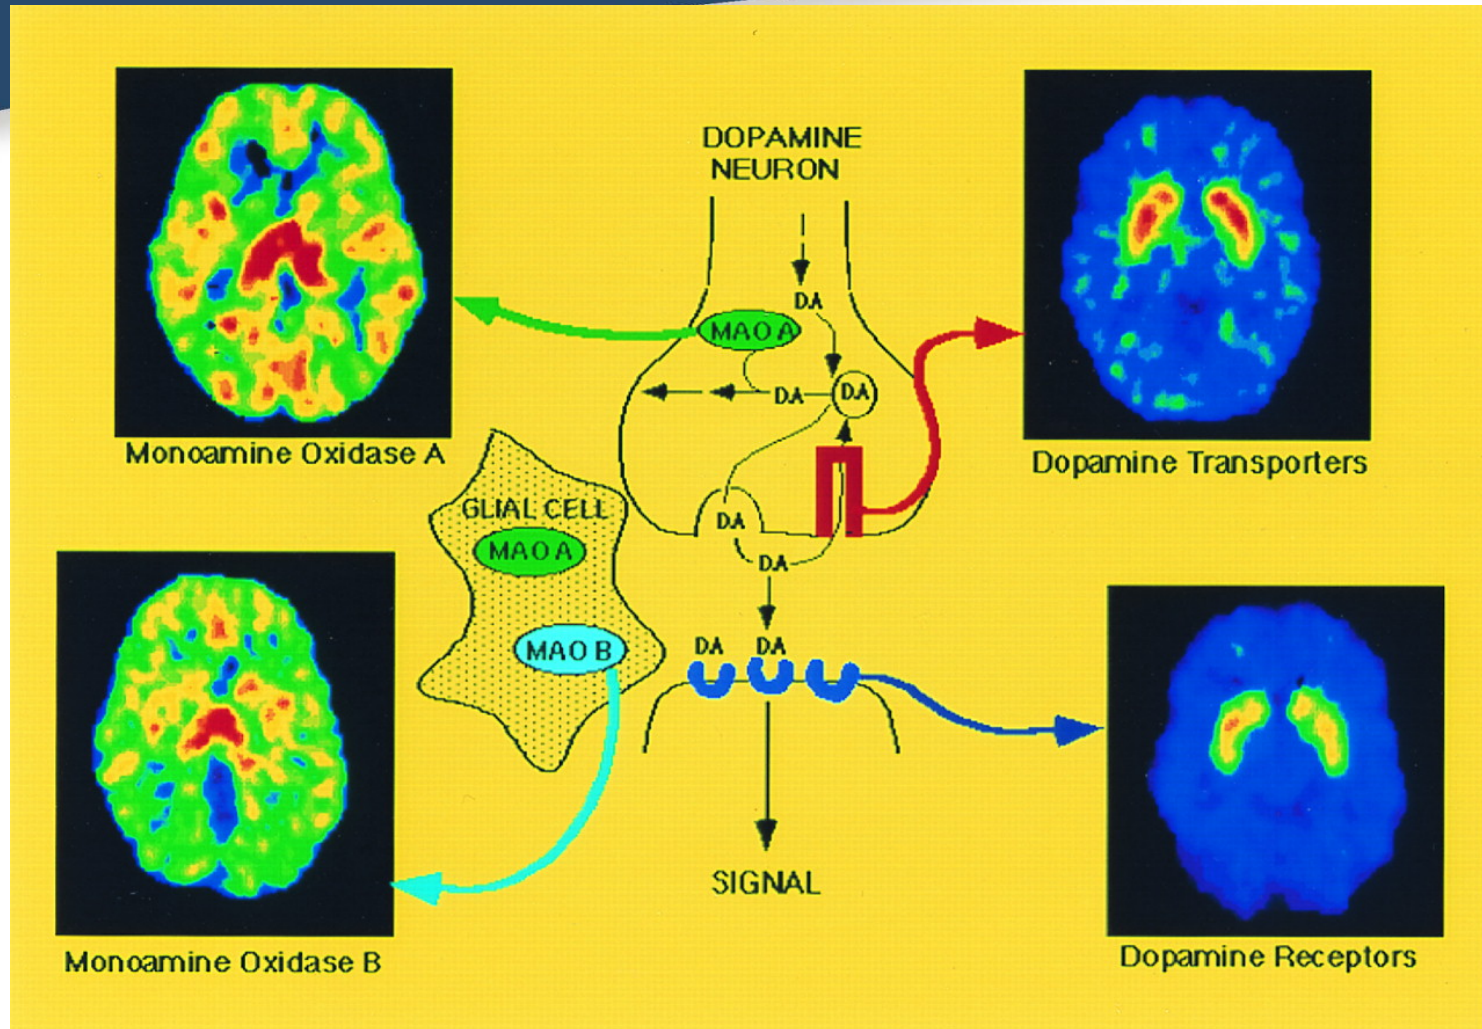 DOPAMINE
NEURON
DA
MAO A
DA
DA
Monoamine Oxidase A
Dopamine Transporters
GLIAL CELL
MAO A
DA
DA
MAO B
DA
DA
SIGNAL
Monoamine Oxidase B
Dopamine Receptors